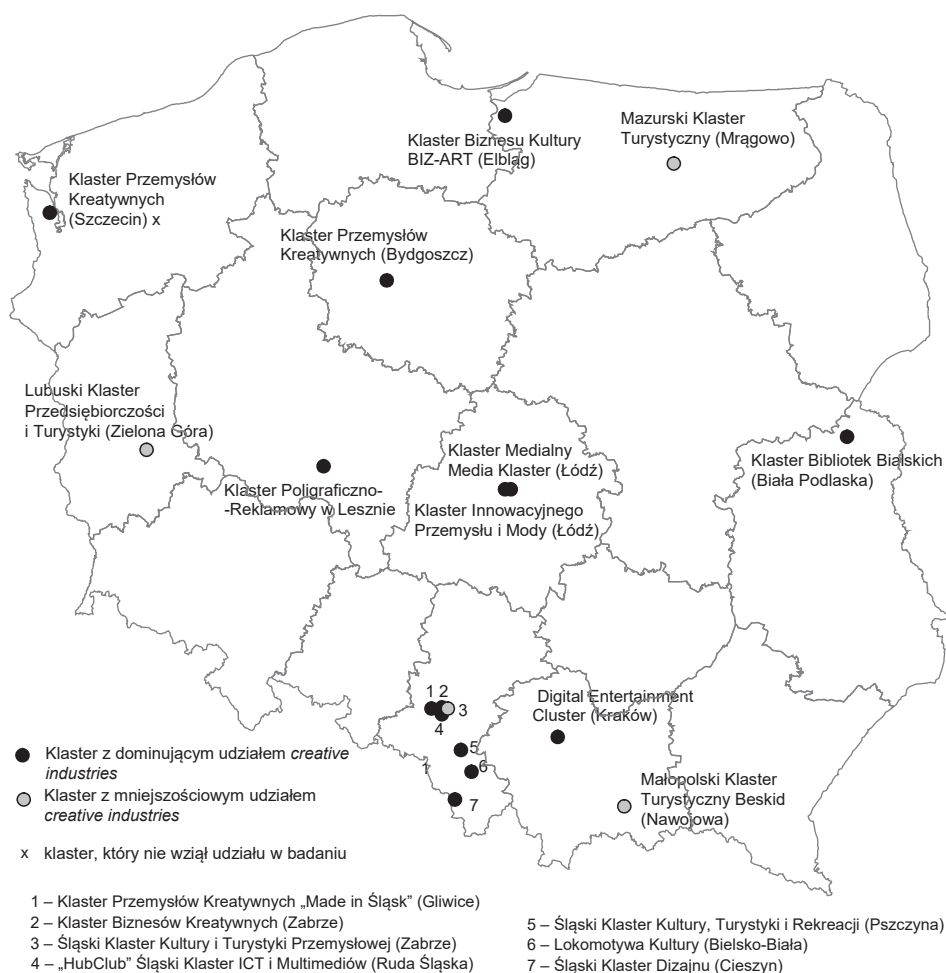 Klaster Biznesu Kultury
BIZ-ART (Elbląg)
Mazurski Klaster
Turystyczny (Mrągowo)
Klaster Przemysłów
Kreatywnych
(Szczecin) x
Klaster Przemysłów
Kreatywnych (Bydgoszcz)
Lubuski Klaster
Przedsiębiorczości
i Turystyki (Zielona Góra)
Klaster Poligraficzno-
-Reklamowy w Lesznie
Klaster Medialny
Media Klaster (Łódź)
Klaster Innowacyjnego
Przemysłu i Mody (Łódź)
Klaster Bibliotek Bialskich
(Biała Podlaska)
1 2
3
4
5
1
6
7
Digital Entertainment
Cluster (Kraków)
Małopolski Klaster
Turystyczny Beskid
(Nawojowa)
Klaster z dominującym udziałem creative
industries
Klaster z mniejszościowym udziałem
creative industries
x klaster, który nie wziął udziału w badaniu
1 – Klaster Przemysłów Kreatywnych „Made in Śląsk” (Gliwice)
2 – Klaster Biznesów Kreatywnych (Zabrze)
3 – Śląski Klaster Kultury i Turystyki Przemysłowej (Zabrze)
4 – „HubClub” Śląski Klaster ICT i Multimediów (Ruda Śląska)
5 – Śląski Klaster Kultury, Turystyki i Rekreacji (Pszczyna)
6 – Lokomotywa Kultury (Bielsko-Biała)
7 – Śląski Klaster Dizajnu (Cieszyn)